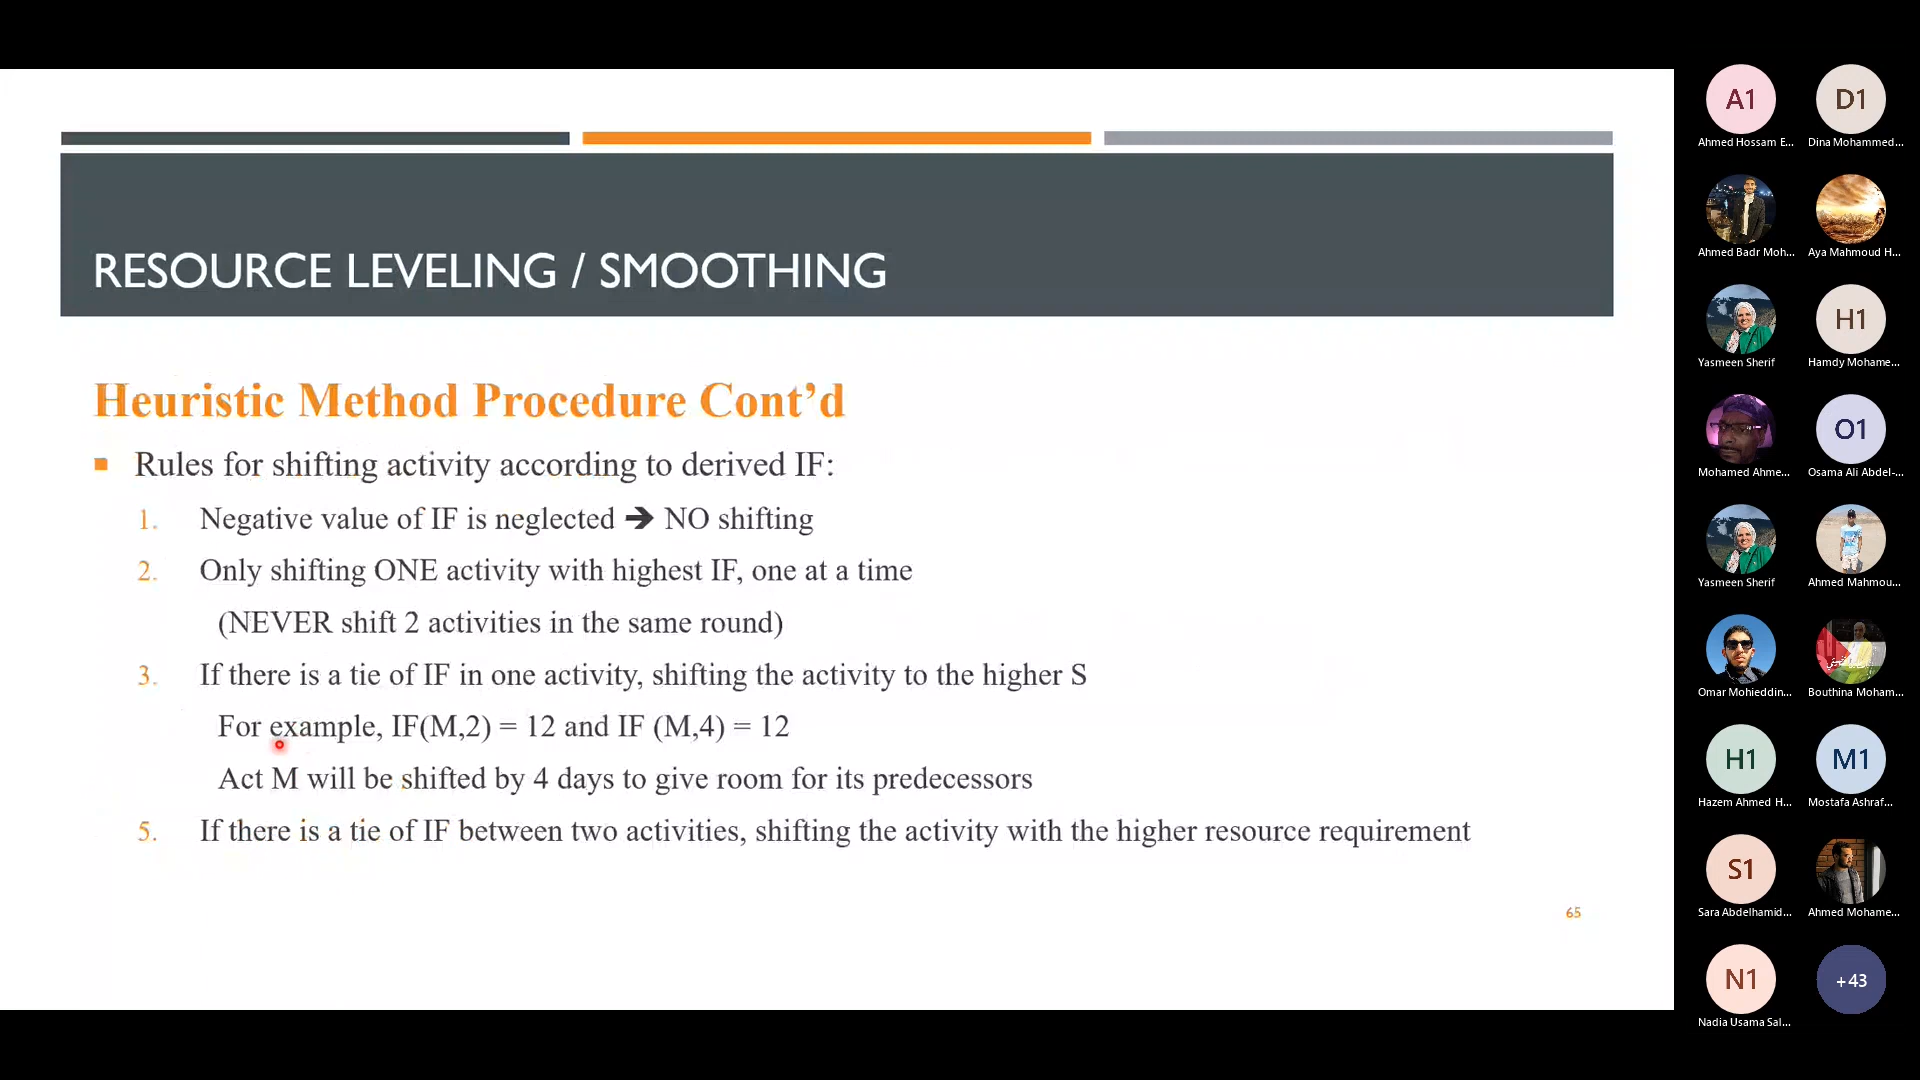 RESOURCE LEVELING / SMOOTHING
Heuristic Method Procedure Cont’d
Rules for shifting activity according to derived IF:
1. Negative value of IF is neglected ➔ NO shifting
2. Only shifting ONE activity with highest IF, one at a time
(NEVER shift 2 activities in the same round)
3. If there is a tie of IF in one activity, shifting the activity to the higher S
For example, IF(M,2) = 12 and IF (M,4) = 12
Act M will be shifted by 4 days to give room for its predecessors
5. If there is a tie of IF between two activities, shifting the activity with the higher resource requirement
65
A1 D1
Ahmed Hossam E... Dina Mohammed...
Ahmed Badr Moh... Aya Mahmoud H...
H1
Yasmeen Sherif Hamdy Mohame...
O1
Mohamed Ahme... Osama Ali Abdel-...
Yasmeen Sherif Ahmed Mahmou...
Omar Mohieddin... Bouthina Moham...
H1 M1
Hazem Ahmed H... Mostafa Ashraf...
S1
Sara Abdelhamid... Ahmed Mohame...
N1 +43
Nadia Usama Sal...